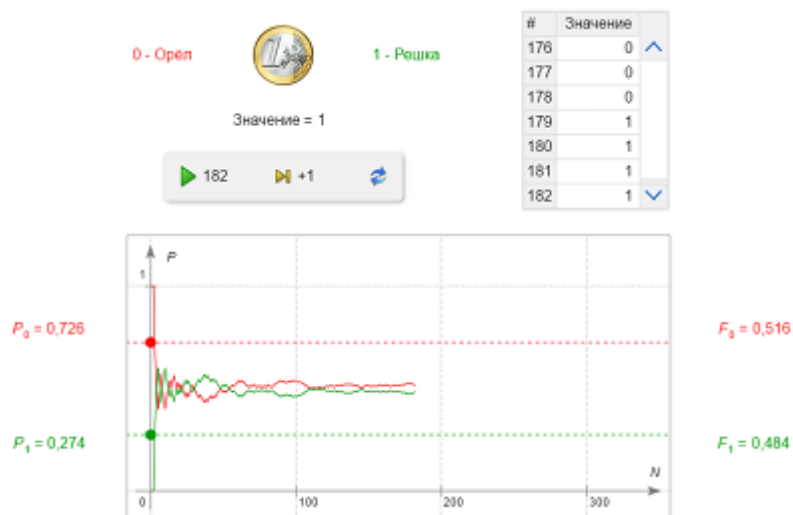 0 - Орёл
1 - Решка
Значение = 1
182 +1
# Значение
176 0
177 0
178 0
179 1
180 1
181 1
182 1
P
1
P₀ = 0,726
F₀ = 0,516
P₁ = 0,274
F₁ = 0,484
N
0 100 200 300